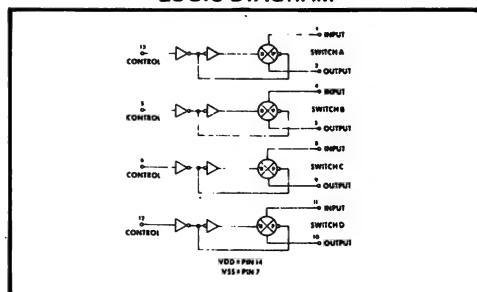 LOGIC DIAGRAM
1
INPUT
13
CONTROL
SWITCH A
2
OUTPUT
4
INPUT
5
CONTROL
SWITCH B
3
OUTPUT
8
INPUT
6
CONTROL
SWITCH C
9
OUTPUT
11
INPUT
12
CONTROL
SWITCH D
10
OUTPUT
VDD = PIN 14
VSS = PIN 7